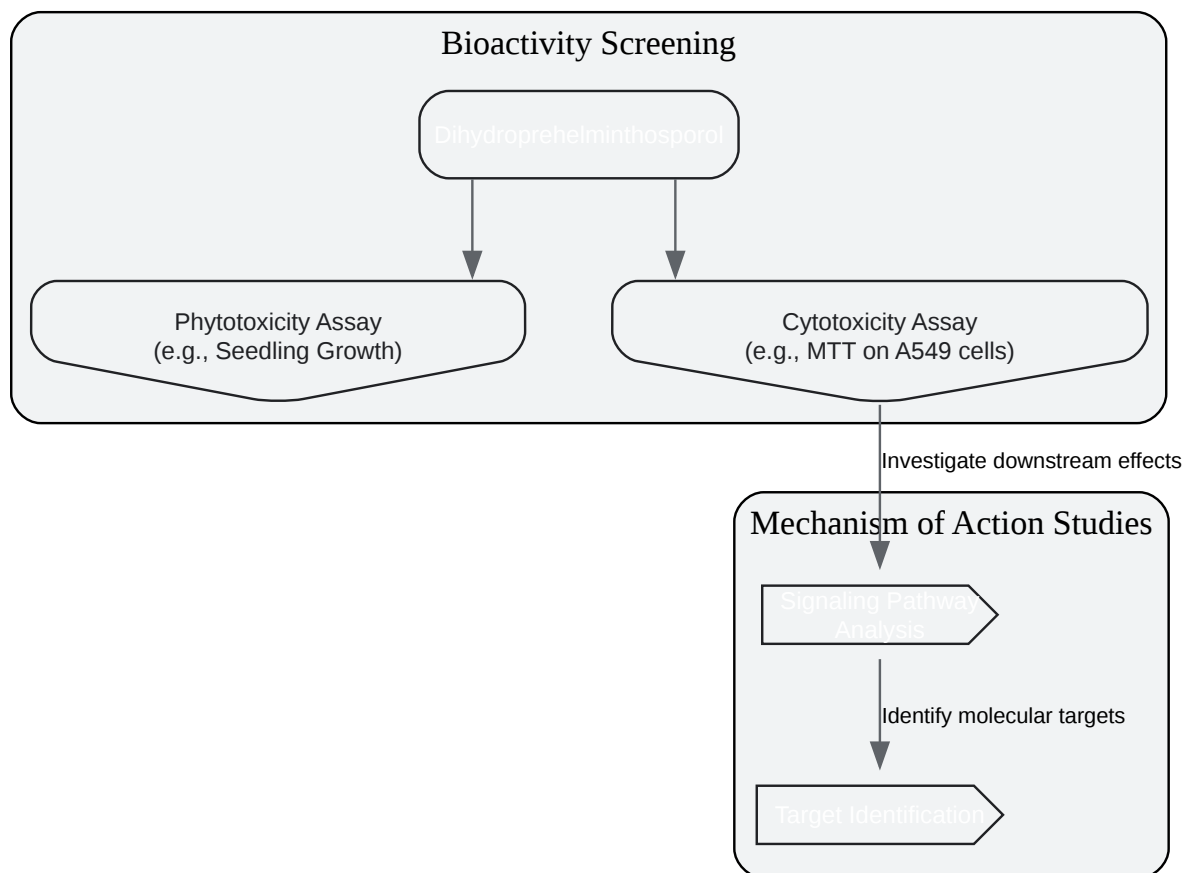 Bioactivity Screening
Dihydroprehelminthosporol
Phytotoxicity Assay
(e.g., Seedling Growth)
Cytotoxicity Assay
(e.g., MTT on A549 cells)
Investigate downstream effects
Mechanism of Action Studies
Signaling Pathway
Analysis
Identify molecular targets
Target Identification